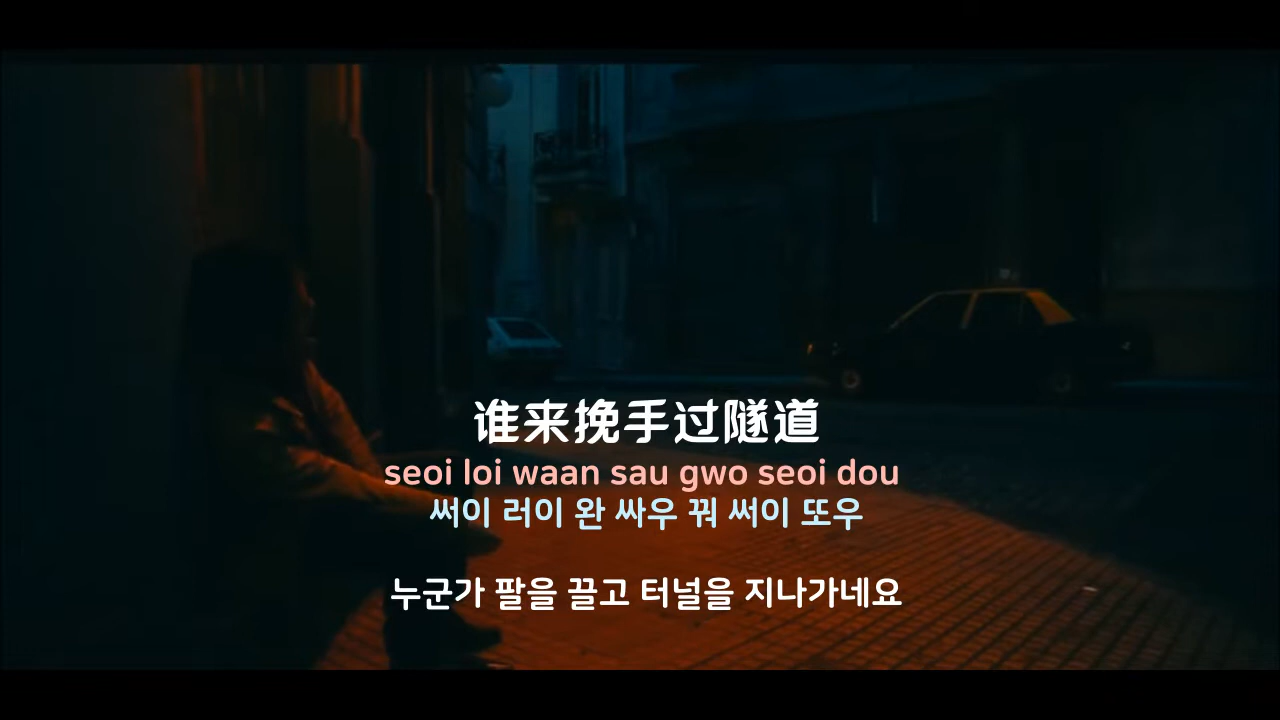 谁来挽手过隧道
seoi loi waan sau gwo seoi dou
써이 러이 완 싸우 꿔 써이 또우
누군가 팔을 끌고 터널을 지나가네요